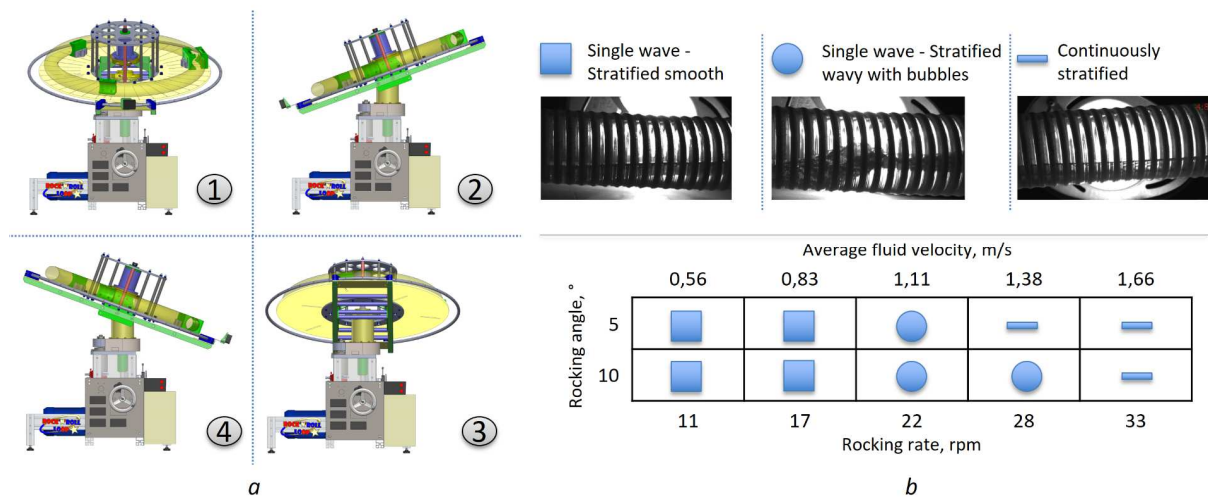 1
2
4
3
ROCK'N'ROLL
a
Single wave -
Stratified smooth
Single wave - Stratified
wavy with bubbles
Continuously
stratified
Average fluid velocity, m/s
0,56 0,83 1,11 1,38 1,66
Rocking angle, °
5
10
11 17 22 28 33
Rocking rate, rpm
b